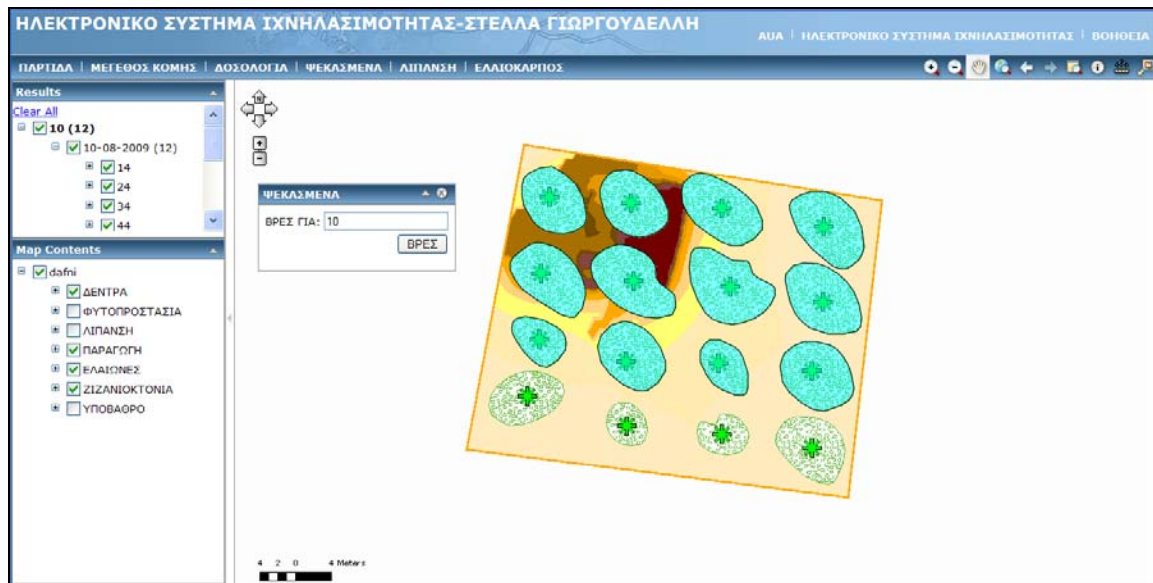 ΗΛΕΚΤΡΟΝΙΚΟ ΣΥΣΤΗΜΑ ΙΧΝΗΛΑΣΙΜΟΤΗΤΑΣ-ΣΤΕΛΛΑ ΓΙΩΡΓΟΥΔΕΛΛΗ
AUA | ΗΛΕΚΤΡΟΝΙΚΟ ΣΥΣΤΗΜΑ ΙΧΝΗΛΑΣΙΜΟΤΗΤΑΣ | ΒΟΗΘΕΙΑ
ΠΑΡΤΙΔΑ | ΜΕΓΕΘΟΣ ΚΟΜΗΣ | ΔΟΣΟΛΟΓΙΑ | ΨΕΚΑΣΜΕΝΑ | ΛΙΠΑΝΣΗ | ΕΛΑΙΟΚΑΡΠΟΣ
Results
Clear All
10 (12)
10-08-2009 (12)
14
24
34
44
Map Contents
dafni
ΔΕΝΤΡΑ
ΦΥΤΟΠΡΟΣΤΑΣΙΑ
ΛΙΠΑΝΣΗ
ΠΑΡΑΓΩΓΗ
ΕΛΑΙΩΝΕΣ
ΖΙΖΑΝΙΟΚΤΟΝΙΑ
ΥΠΟΒΑΘΡΟ
N
ΨΕΚΑΣΜΕΝΑ
ΒΡΕΣ ΓΙΑ: 10
ΒΡΕΣ
4 2 0 4 Meters